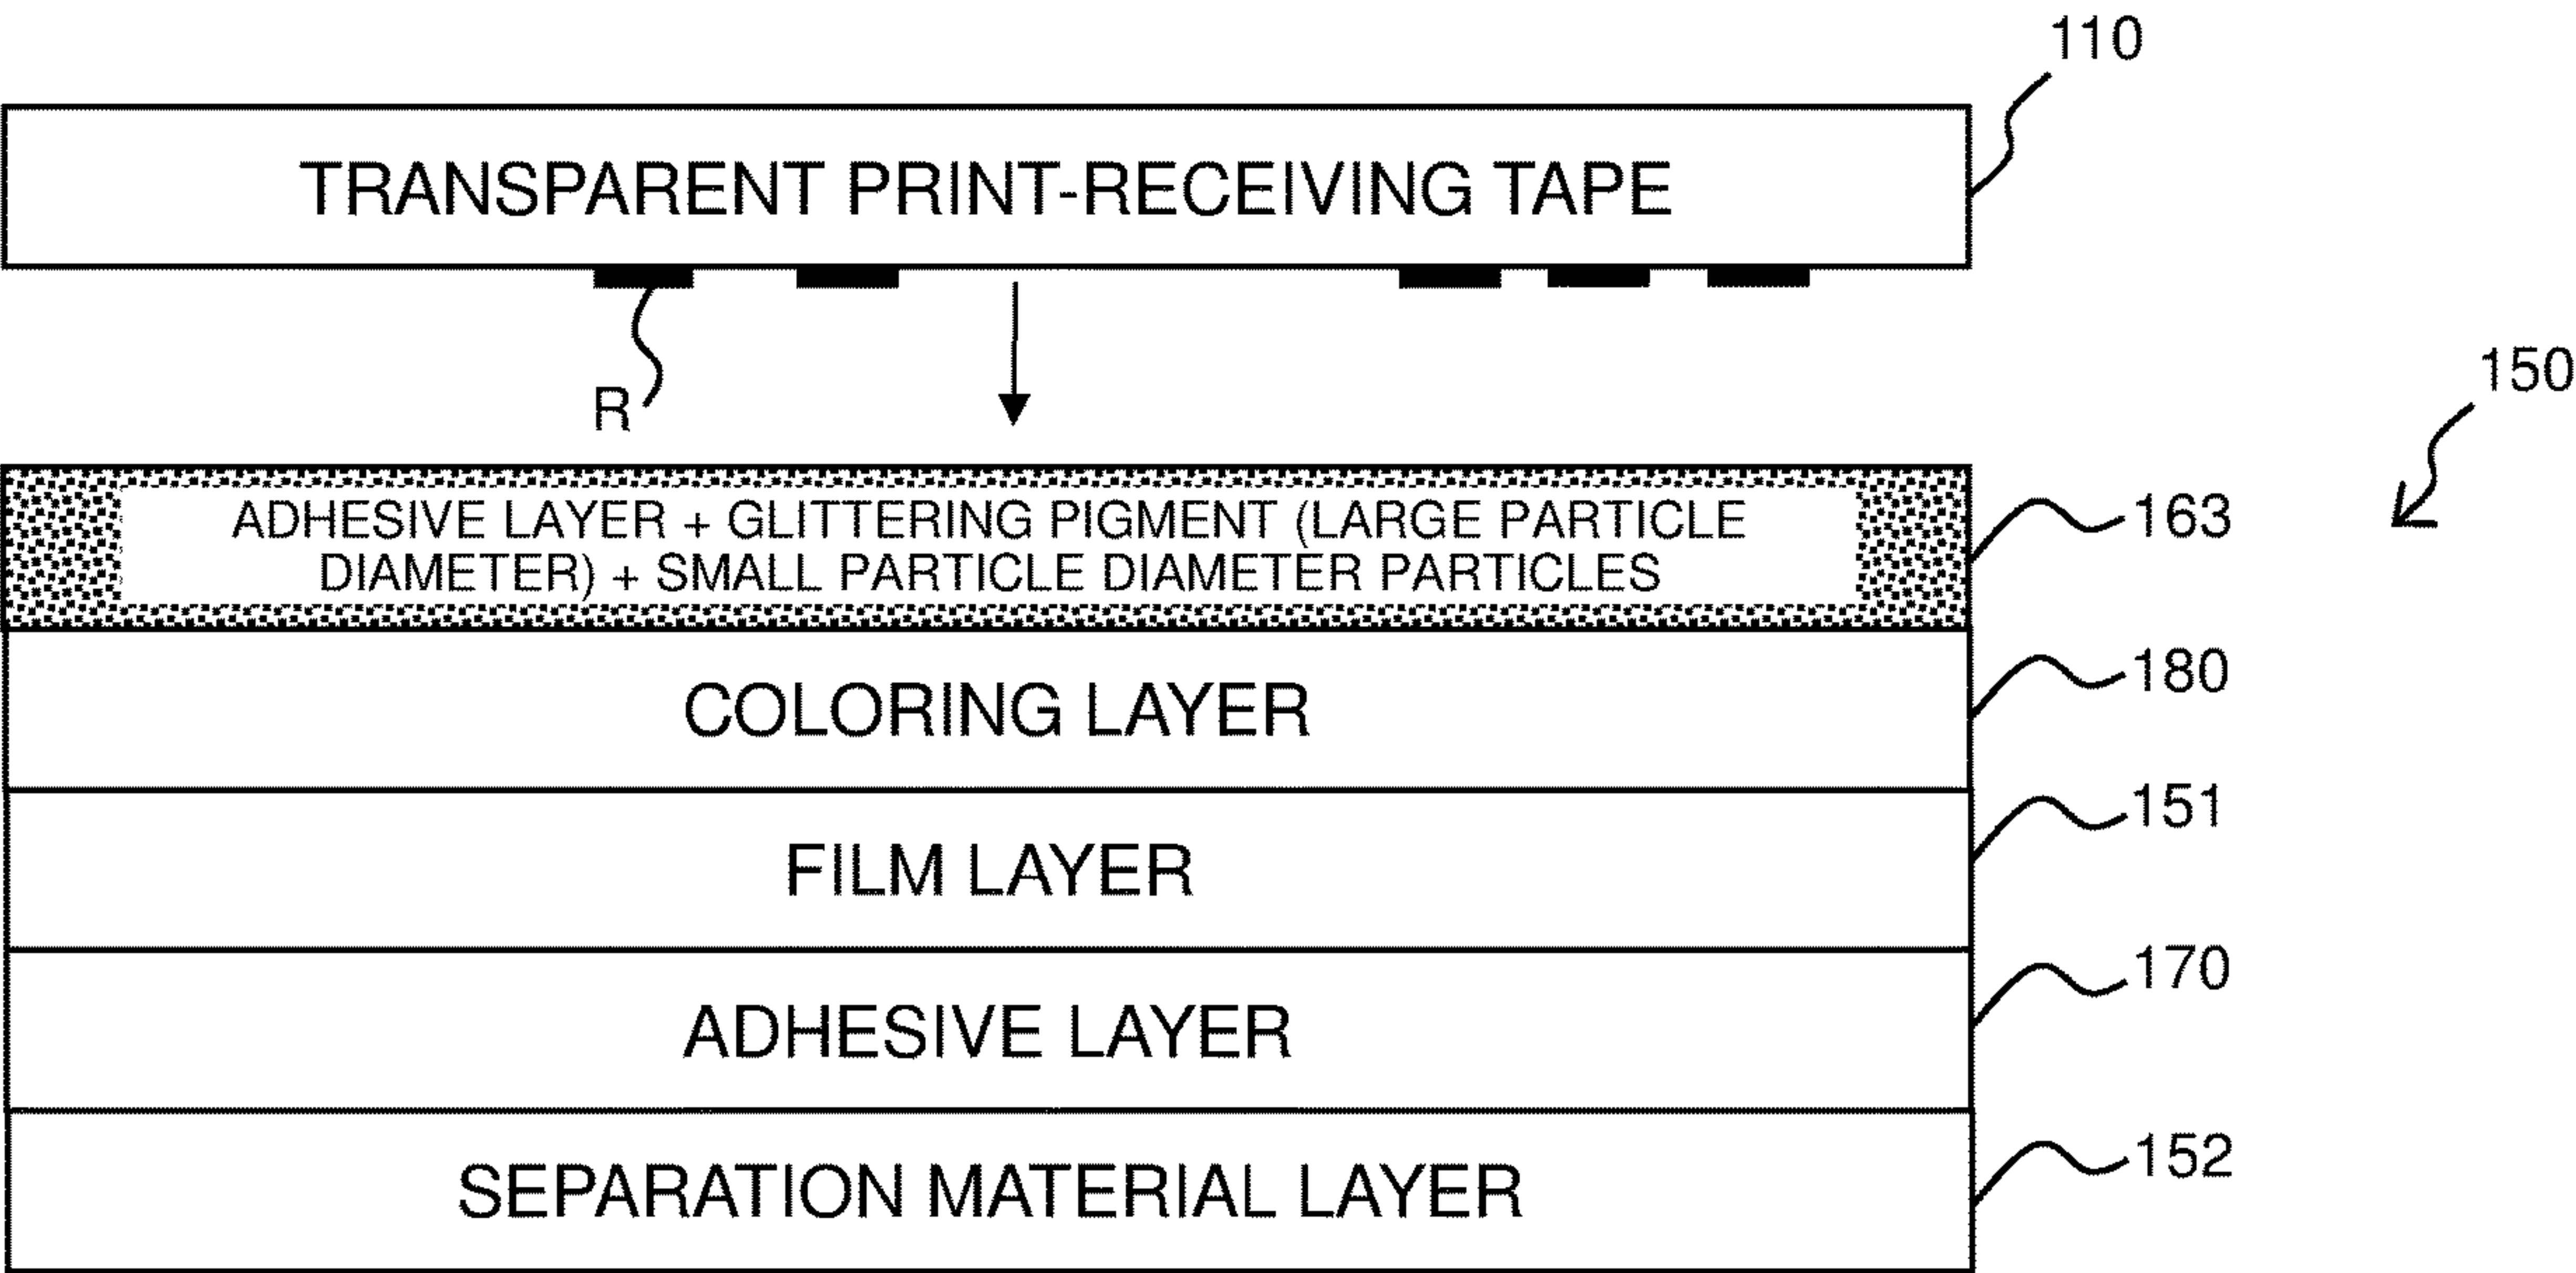 110
TRANSPARENT PRINT-RECEIVING TAPE
R
150
ADHESIVE LAYER + GLITTERING PIGMENT (LARGE PARTICLE
DIAMETER) + SMALL PARTICLE DIAMETER PARTICLES
163
COLORING LAYER
180
FILM LAYER
151
ADHESIVE LAYER
170
SEPARATION MATERIAL LAYER
152